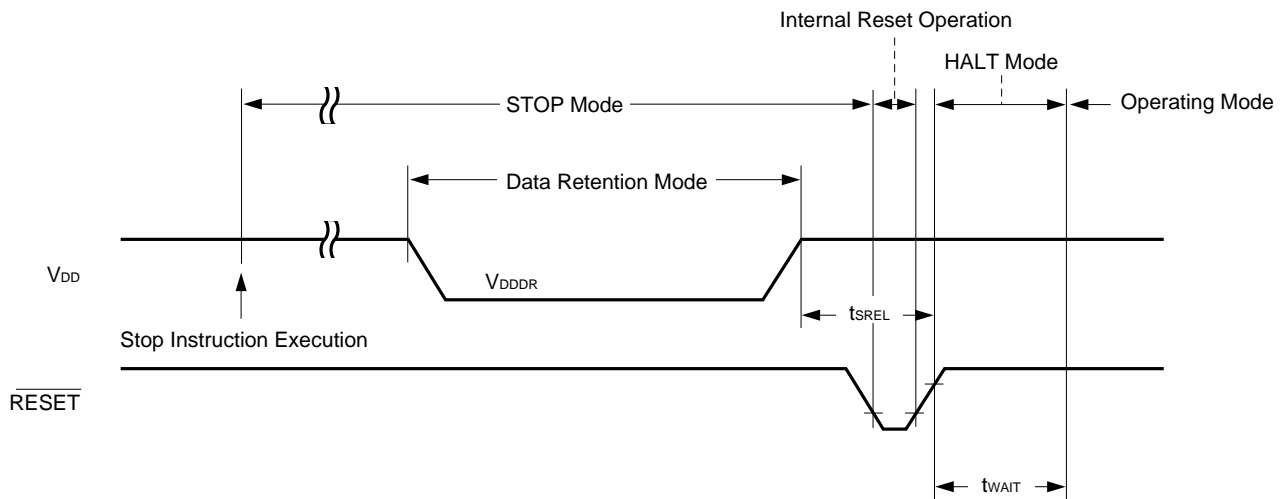 Internal Reset Operation
HALT Mode
STOP Mode
Operating Mode
Data Retention Mode
VDD
VDDDR
tSREL
Stop Instruction Execution
RESET
tWAIT